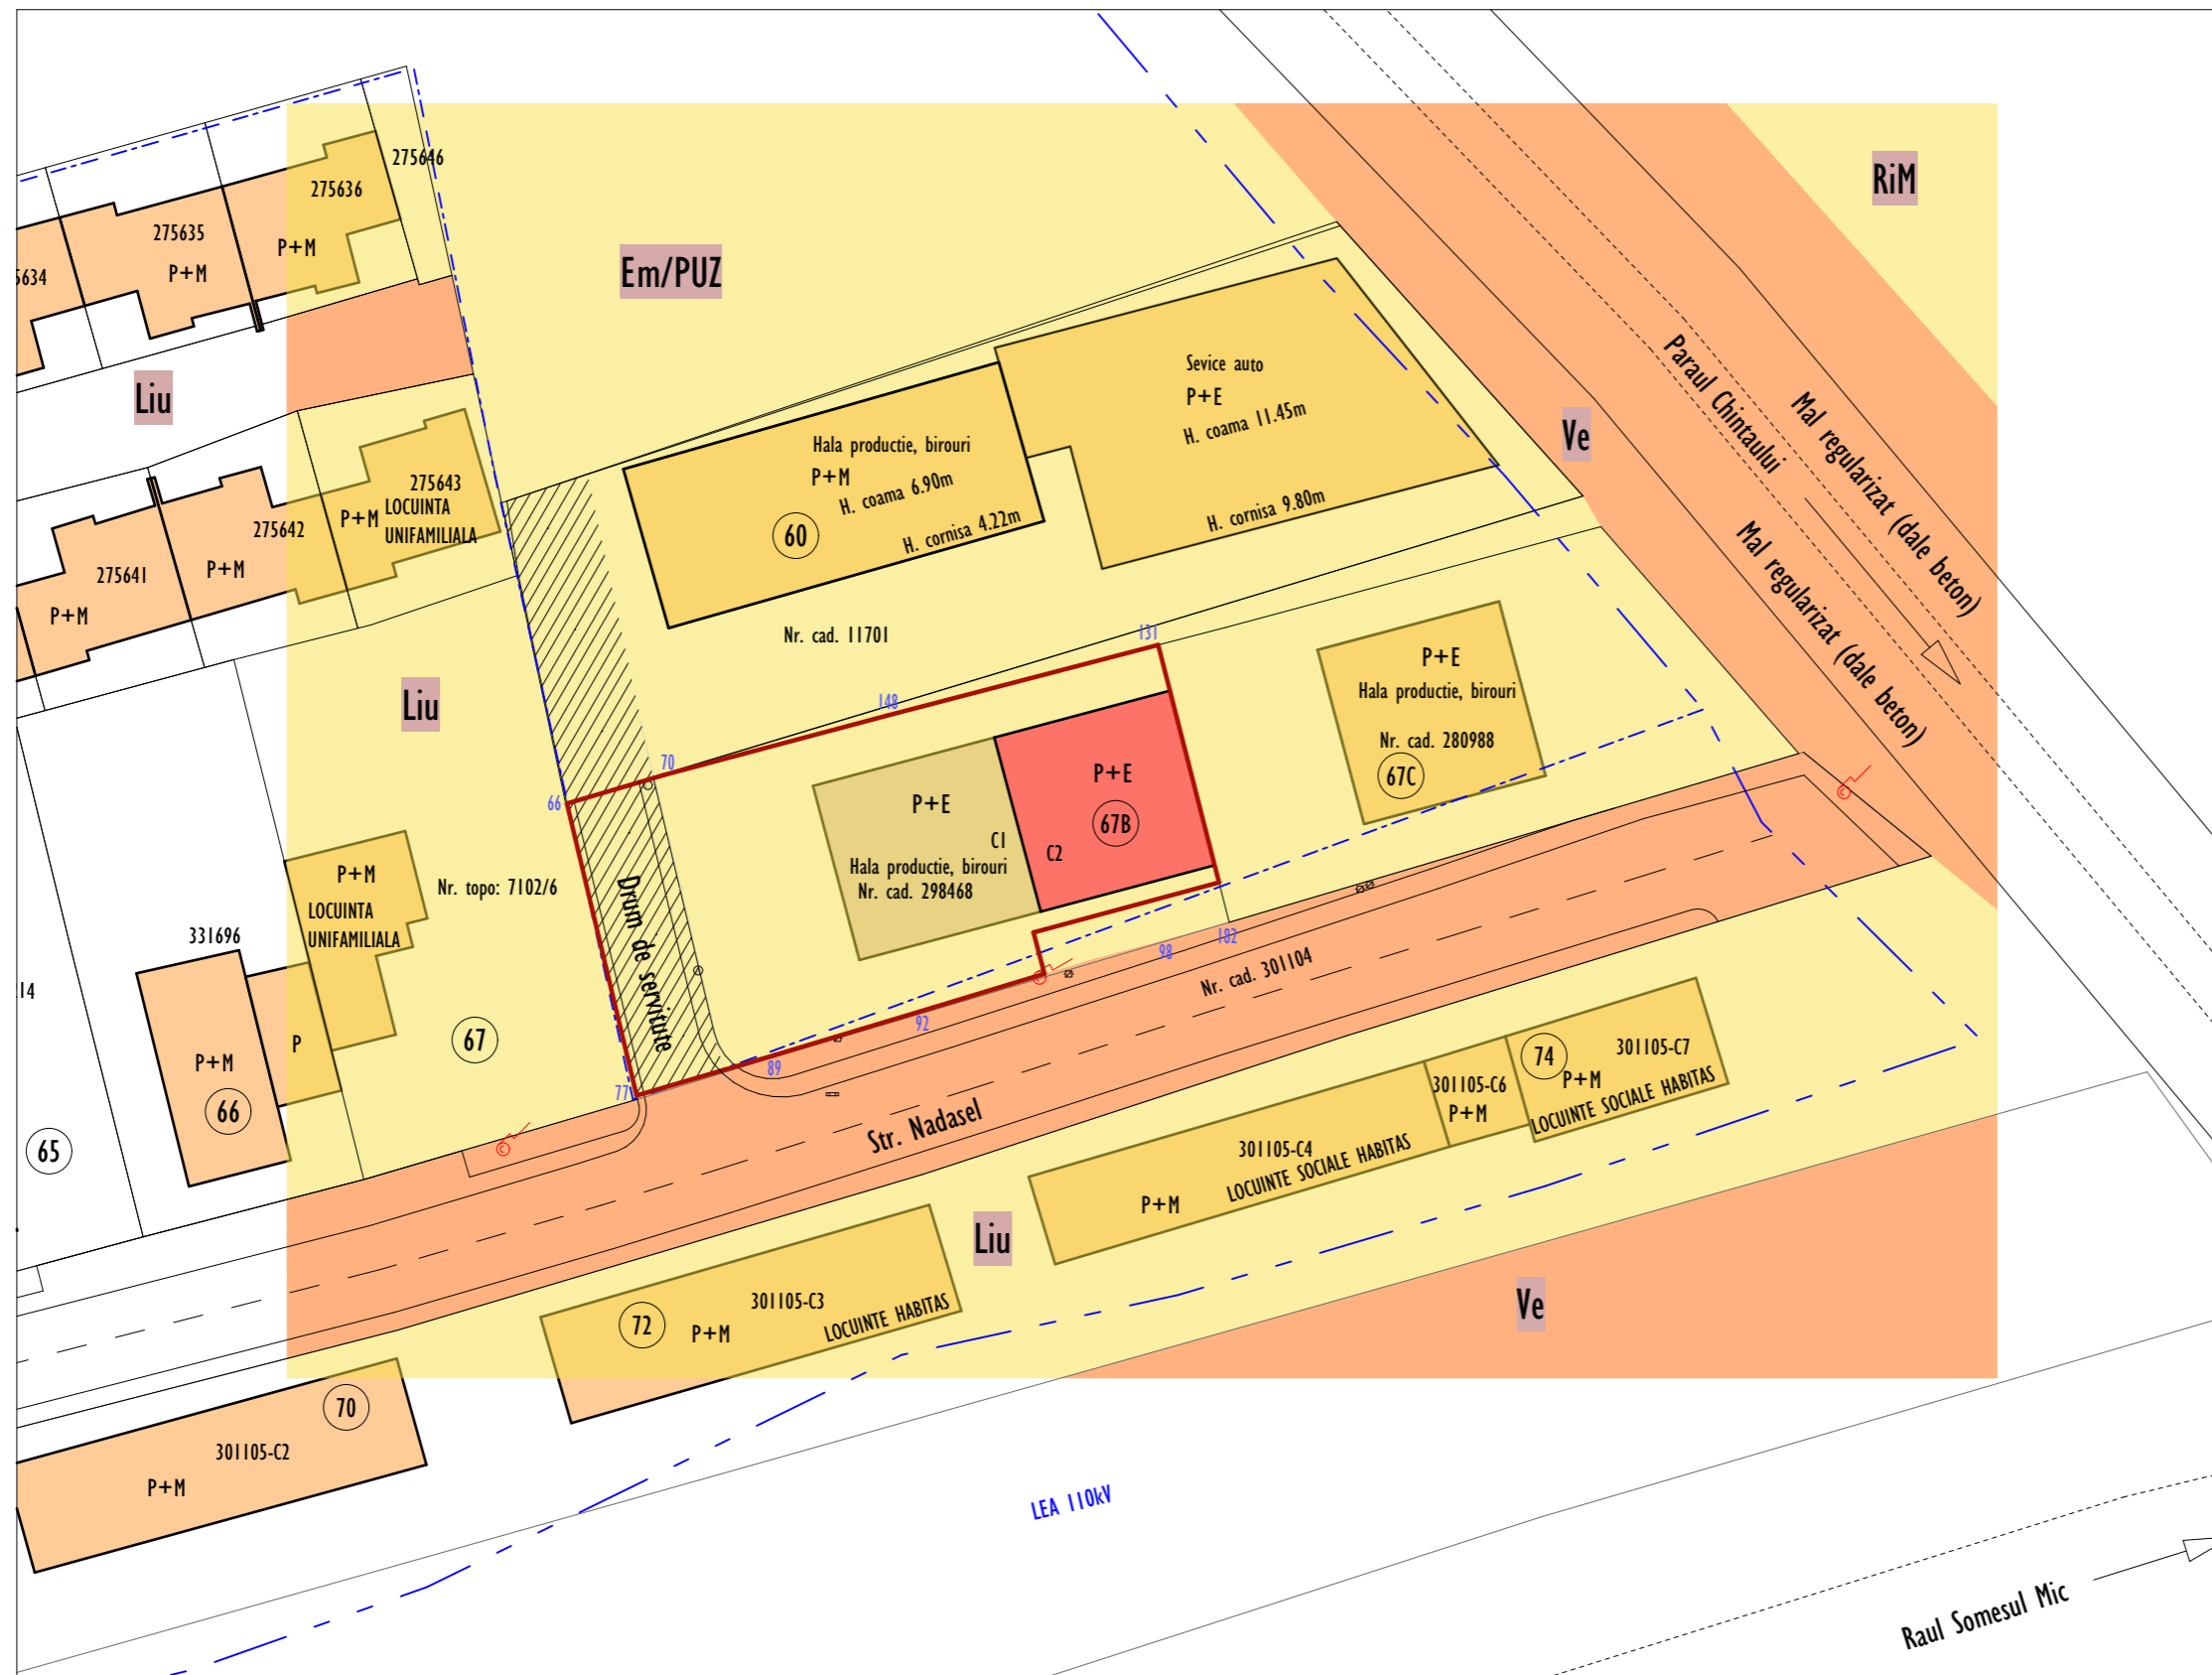 275646
275636
RiM
275635
P+M
Em/PUZ
P+M
5634
Sevice auto
P+E
H. coama 11.45m
Liu
Paraul Chintaului
Mal regularizat (dale beton)
Ve
Hala productie, birouri
P+M
H. coama 6.90m
275643
P+M
LOCUINTA
UNIFAMILIALA
H. cornisa 9.80m
H. cornisa 4.22m
60
275642
P+M
275641
P+M
Mal regularizat (dale beton)
Nr. cad. 11701
131
P+E
Hala productie, birouri
Nr. cad. 280988
67C
Liu
148
70
66
P+E
67B
P+E
C1
C2
Hala productie, birouri
Nr. cad. 298468
P+M
LOCUINTA
UNIFAMILIALA
Nr. topo: 7102/6
Drum de servitute
331696
182
98
Nr. cad. 301104
14
92
67
P
P+M
66
89
77
74
301105-C7
P+M
LOCUINTE SOCIALE HABITAS
301105-C6
P+M
Str. Nadasel
65
301105-C4
LOCUINTE SOCIALE HABITAS
P+M
Liu
Ve
301105-C3
72
P+M
LOCUINTE HABITAS
70
301105-C2
P+M
LEA 110kV
Raul Somesul Mic